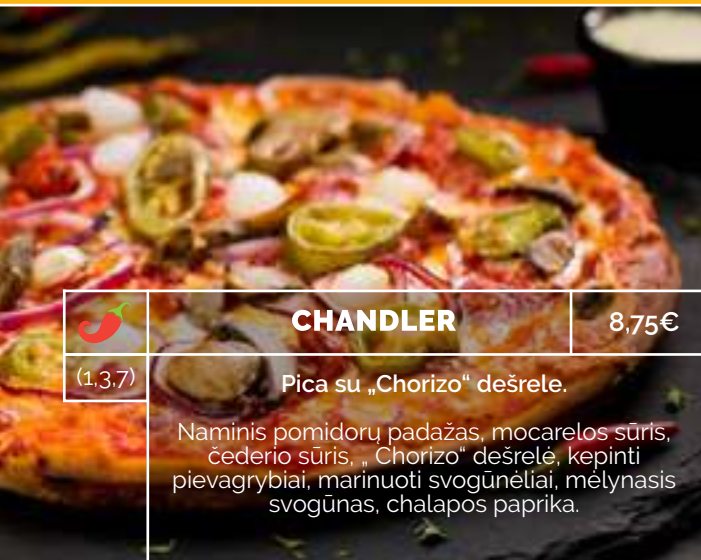 CHANDLER
8,75€
(1,3,7)
Pica su „Chorizo“ dešrele.
Naminis pomidorų padažas, mocarelos sūris,
čederio sūris, „ Chorizo“ dešrelė, kepinti
pievagrybiai, marinuoti svogūnėliai, mėlynasis
svogūnas, chalapos paprika.